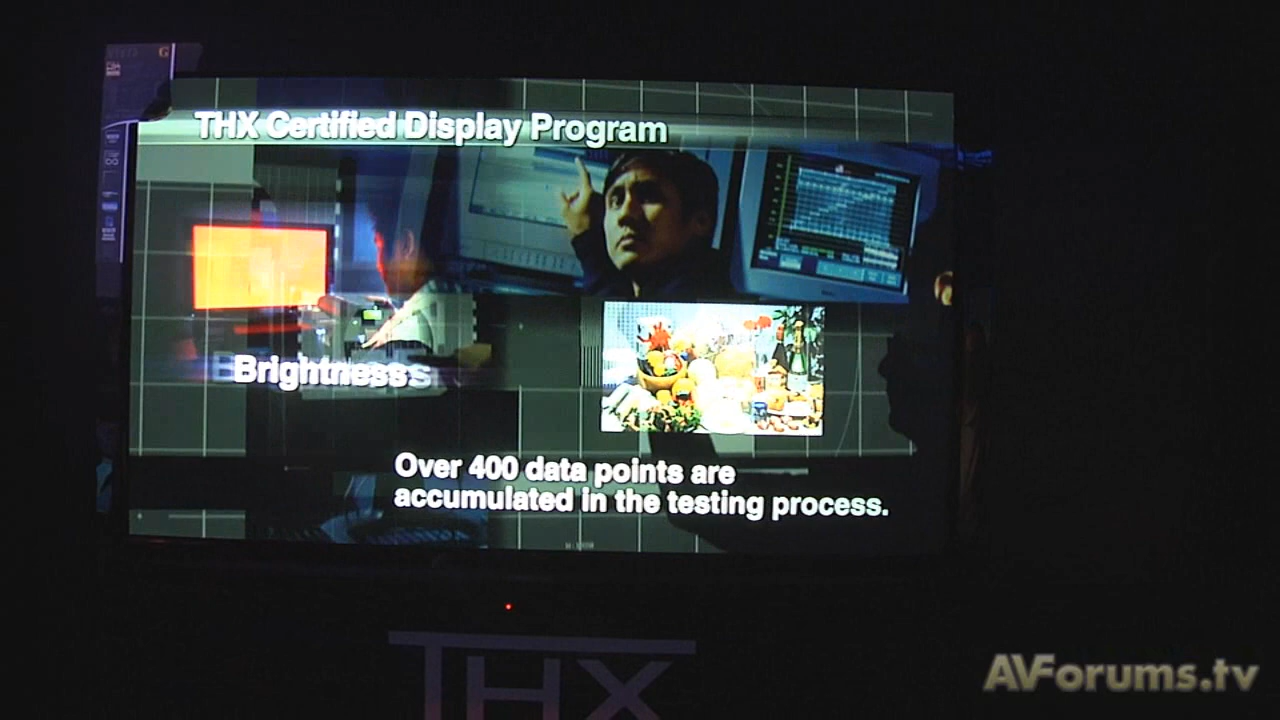 THX Certified Display Program
Brightness
Over 400 data points are
accumulated in the testing process.
THX
AVForums.tv